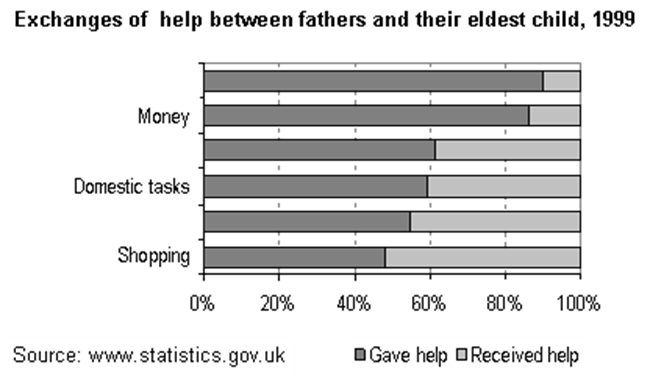 Exchanges of help between fathers and their eldest child, 1999
Money
Domestic tasks
Shopping
0% 20% 40% 60% 80% 100%
Source: www.statistics.gov.uk Gave help Received help